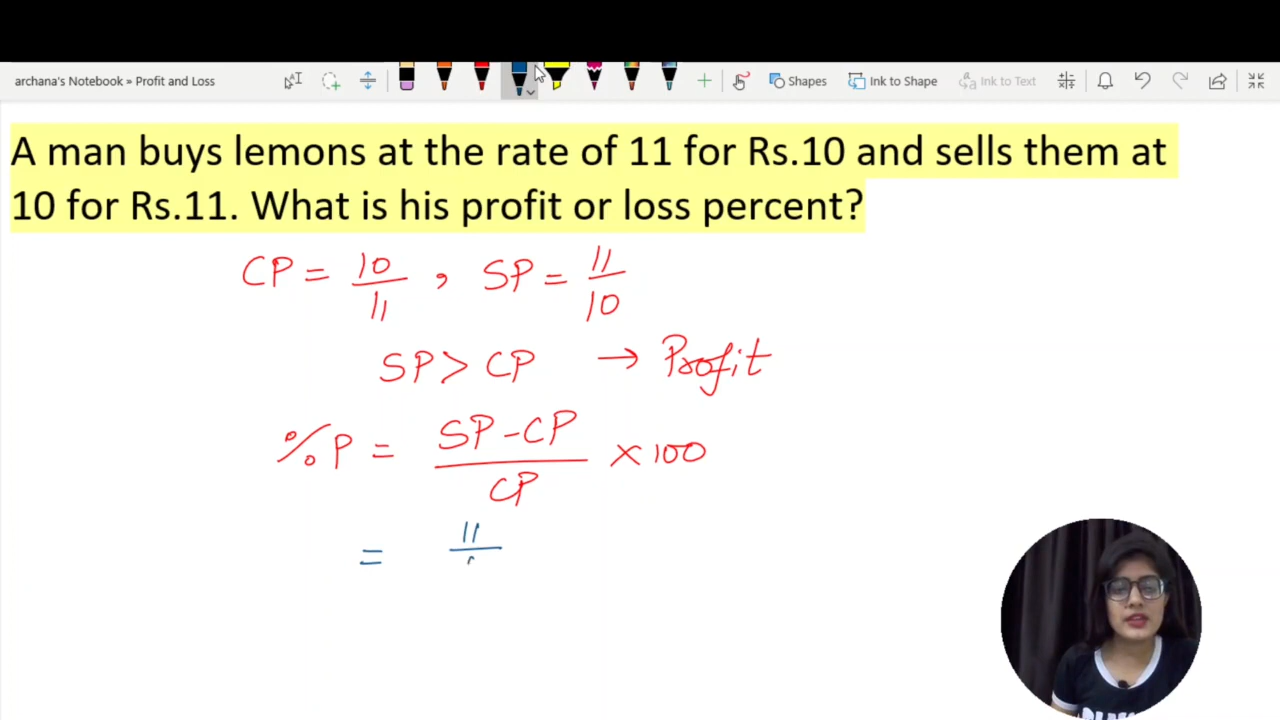 archana's Notebook » Profit and Loss
Shapes
Ink to Shape
Ink to Text
A man buys lemons at the rate of 11 for Rs.10 and sells them at
10 for Rs.11. What is his profit or loss percent?
CP = 10/11 , SP = 11/10
SP > CP → Profit
% P = SP - CP / CP × 100
= 11/